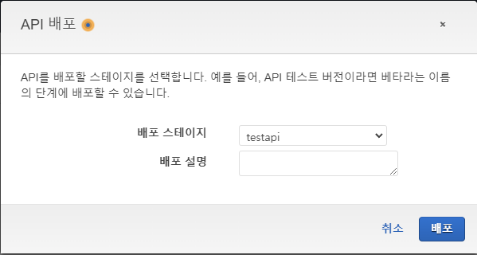 API 배포
×
API를 배포할 스테이지를 선택합니다. 예를 들어, API 테스트 버전이라면 베타라는 이름
의 단계에 배포할 수 있습니다.
배포 스테이지 testapi
배포 설명
취소 배포